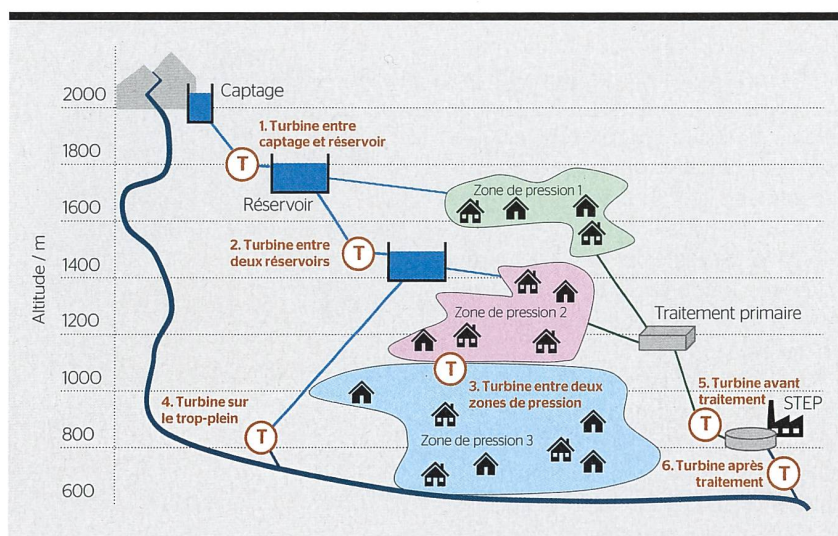 Captage
2000
1. Turbine entre
captage et réservoir
1800
Zone de pression 1
Réservoir
1600
2. Turbine entre
deux réservoirs
1400
Altitude / m
Zone de pression 2
Traitement primaire
1200
1000
3. Turbine entre deux
zones de pression
5. Turbine avant
traitement
STEP
4. Turbine sur
le trop-plein
800
Zone de pression 3
6. Turbine après
traitement
600
T
T
T
T
T
T